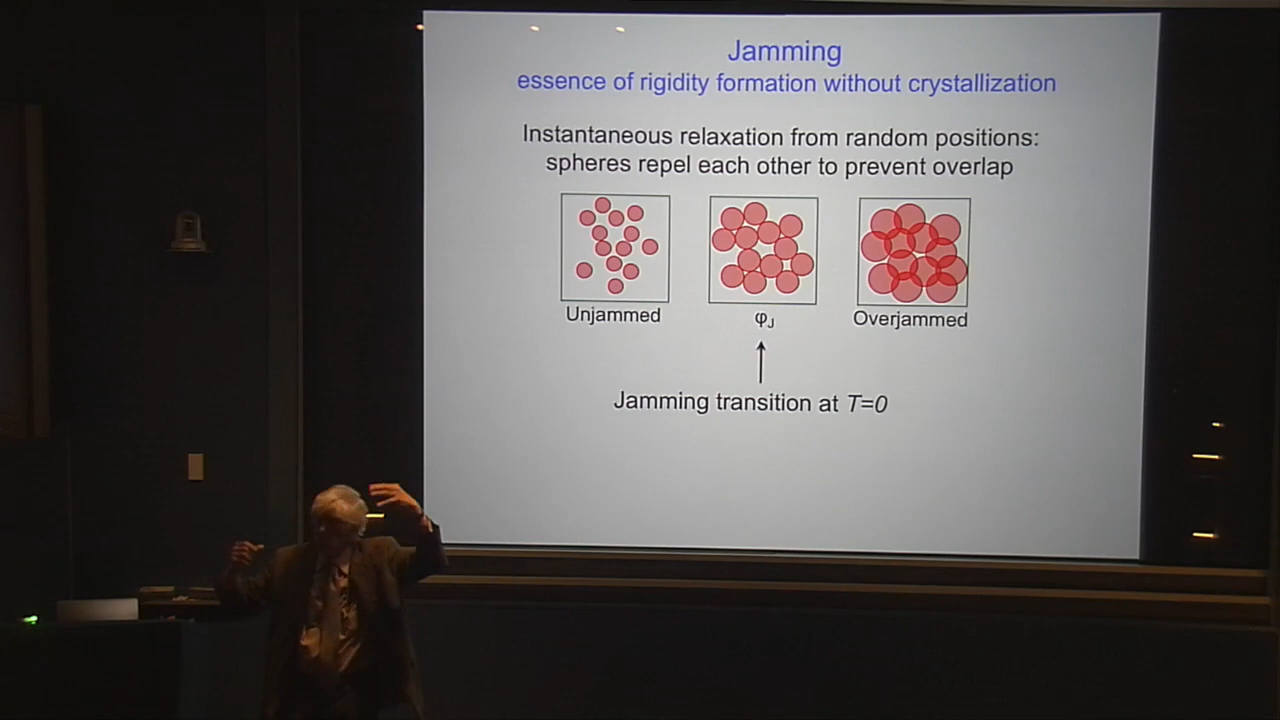 Jamming
essence of rigidity formation without crystallization
Instantaneous relaxation from random positions:
spheres repel each other to prevent overlap
Unjammed
φJ
Overjammed
Jamming transition at T=0